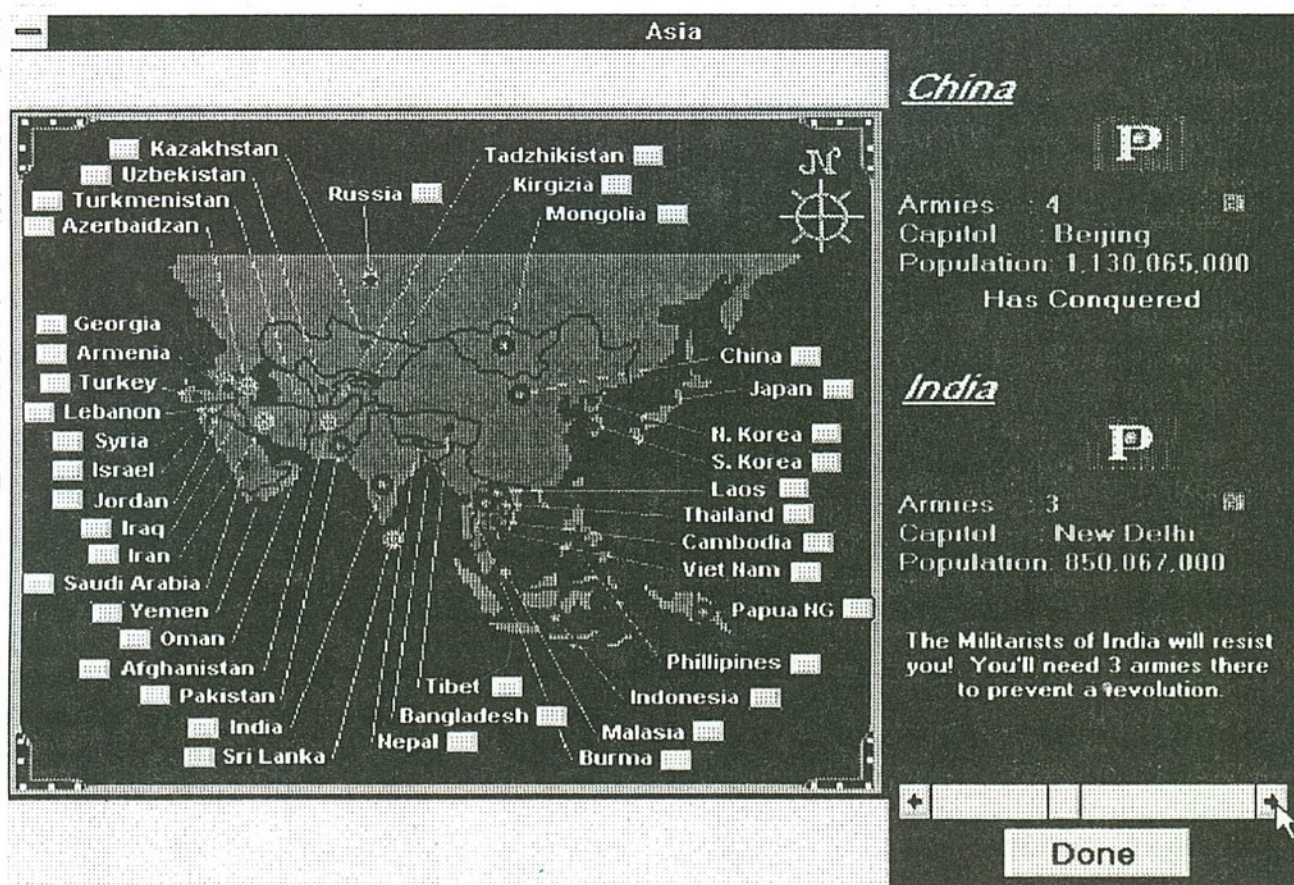 Asia
Kazakhstan
Uzbekistan
Turkmenistan
Azerbaidzan
Russia
Tadzhikistan
Kirgizia
Mongolia
N
Georgia
Armenia
Turkey
Lebanon
Syria
Israel
Jordan
Iraq
Iran
Saudi Arabia
Yemen
Oman
Afghanistan
Pakistan
India
Sri Lanka
China
Japan
N. Korea
S. Korea
Laos
Thailand
Cambodia
Viet Nam
Papua NG
Phillipines
Indonesia
Malasia
Burma
Tibet
Bangladesh
Nepal
China
P
Armies : 4
Capitol : Beijing
Population: 1,130,065,000
Has Conquered
India
P
Armies : 3
Capitol : New Delhi
Population: 850,067,000
The Militarists of India will resist
you! You'll need 3 armies there
to prevent a revolution.
Done